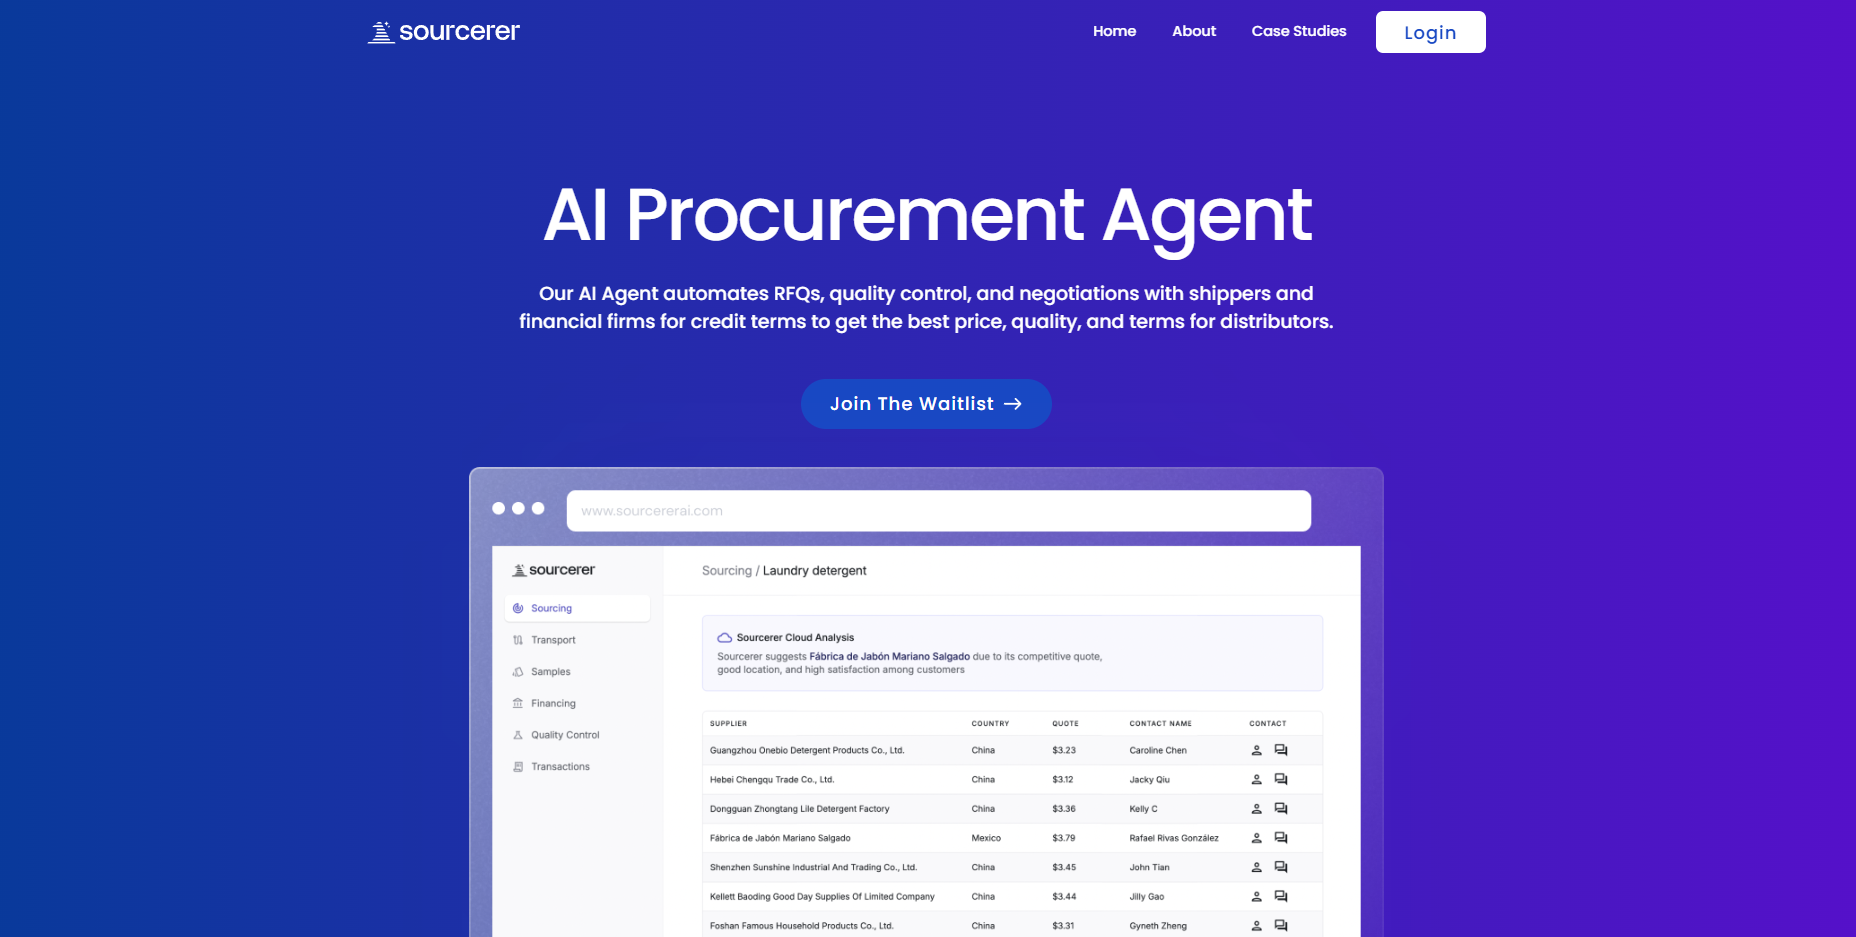 sourcerer
Home
About
Case Studies
Login
AI Procurement Agent
Our AI Agent automates RFQs, quality control, and negotiations with shippers and
financial firms for credit terms to get the best price, quality, and terms for distributors.
Join The Waitlist →
www.sourcererai.com
sourcerer
Sourcing
Transport
Samples
Financing
Quality Control
Transactions
Sourcing / Laundry detergent
Sourcerer Cloud Analysis
Sourcerer suggests Fábrica de Jabón Mariano Salgado due to its competitive quote,
good location, and high satisfaction among customers
SUPPLIER COUNTRY QUOTE CONTACT NAME CONTACT
Guangzhou Onebio Detergent Products Co., Ltd. China $3.23 Caroline Chen
Hebei Chengqu Trade Co., Ltd. China $3.12 Jacky Qiu
Dongguan Zhongtang Lile Detergent Factory China $3.36 Kelly C
Fábrica de Jabón Mariano Salgado Mexico $3.79 Rafael Rivas González
Shenzhen Sunshine Industrial And Trading Co., Ltd. China $3.45 John Tian
Kellett Baoding Good Day Supplies Of Limited Company China $3.44 Jilly Gao
Foshan Famous Household Products Co., Ltd. China $3.31 Gyneth Zheng